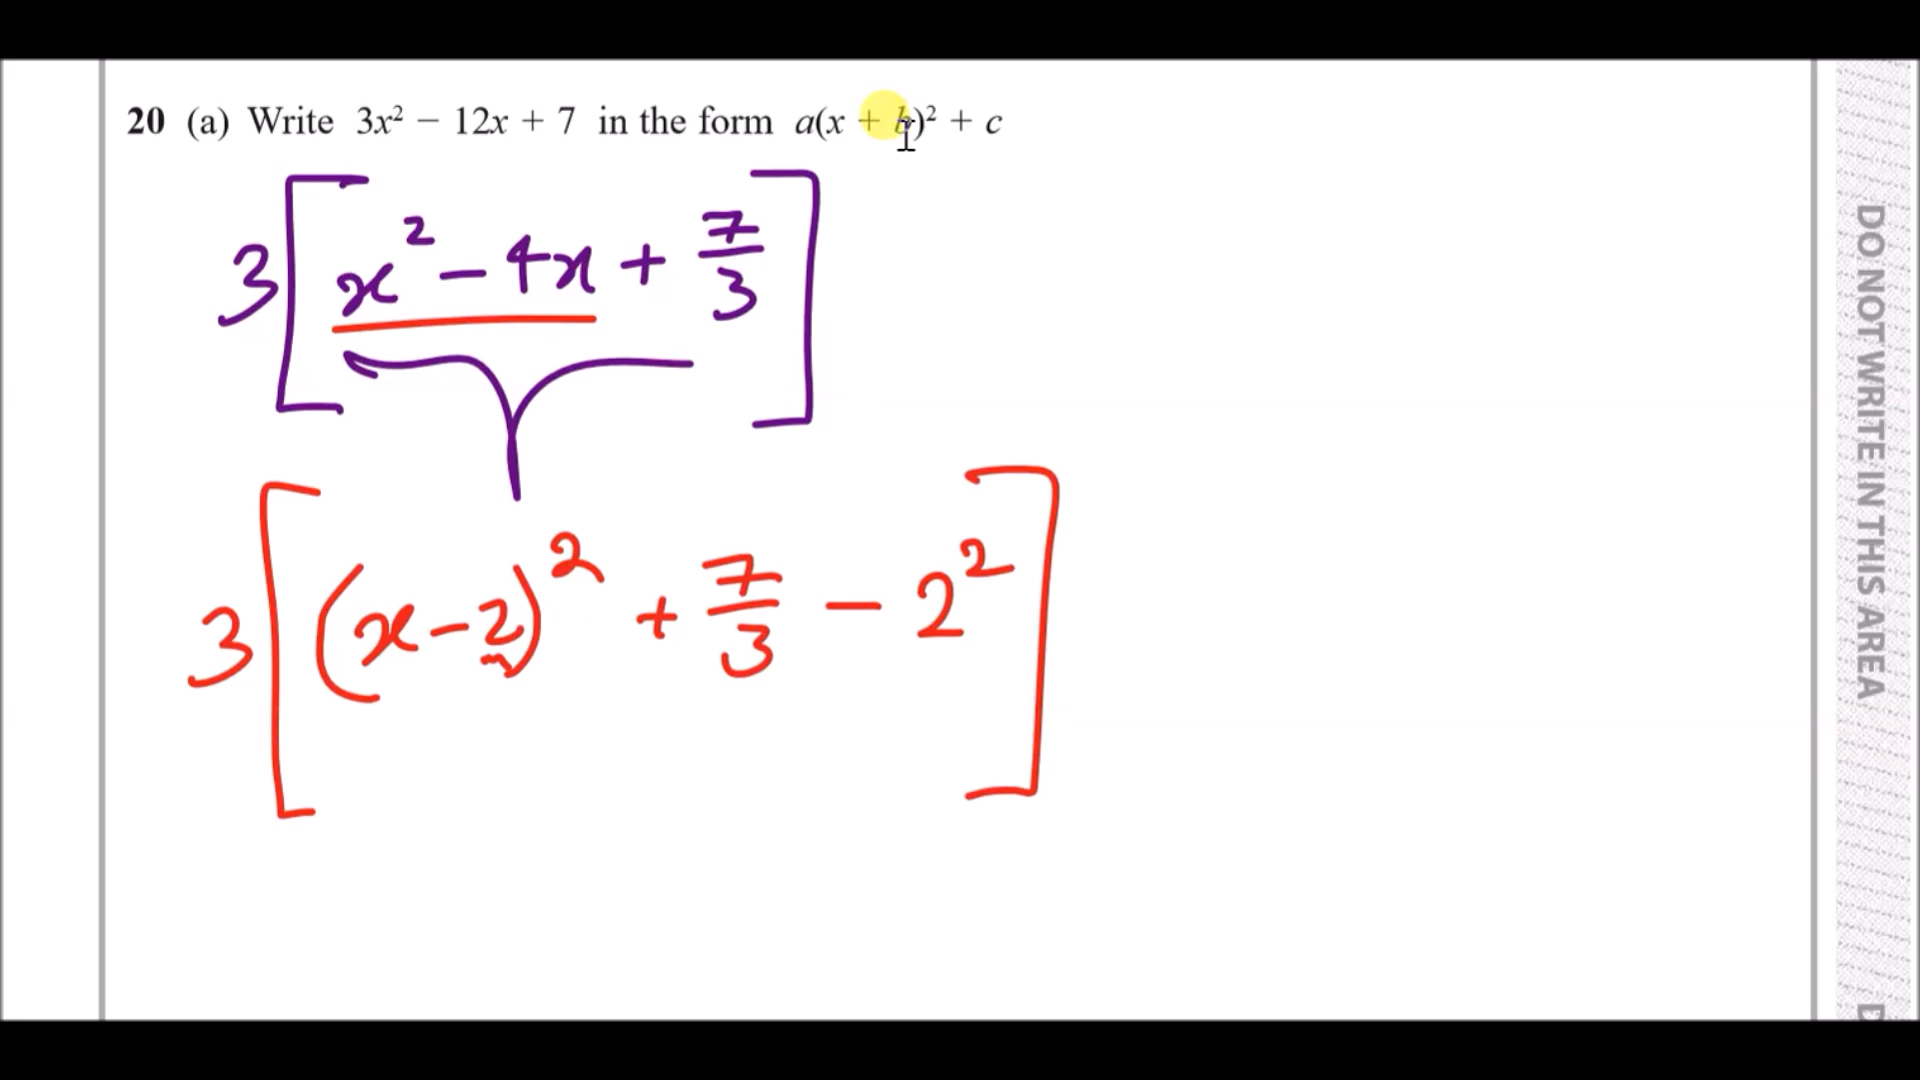 20 (a) Write 3x² − 12x + 7 in the form a(x + b)² + c
3[x² − 4x + 7/3]
3[(x − 2)² + 7/3 − 2²]
DO NOT WRITE IN THIS AREA
D